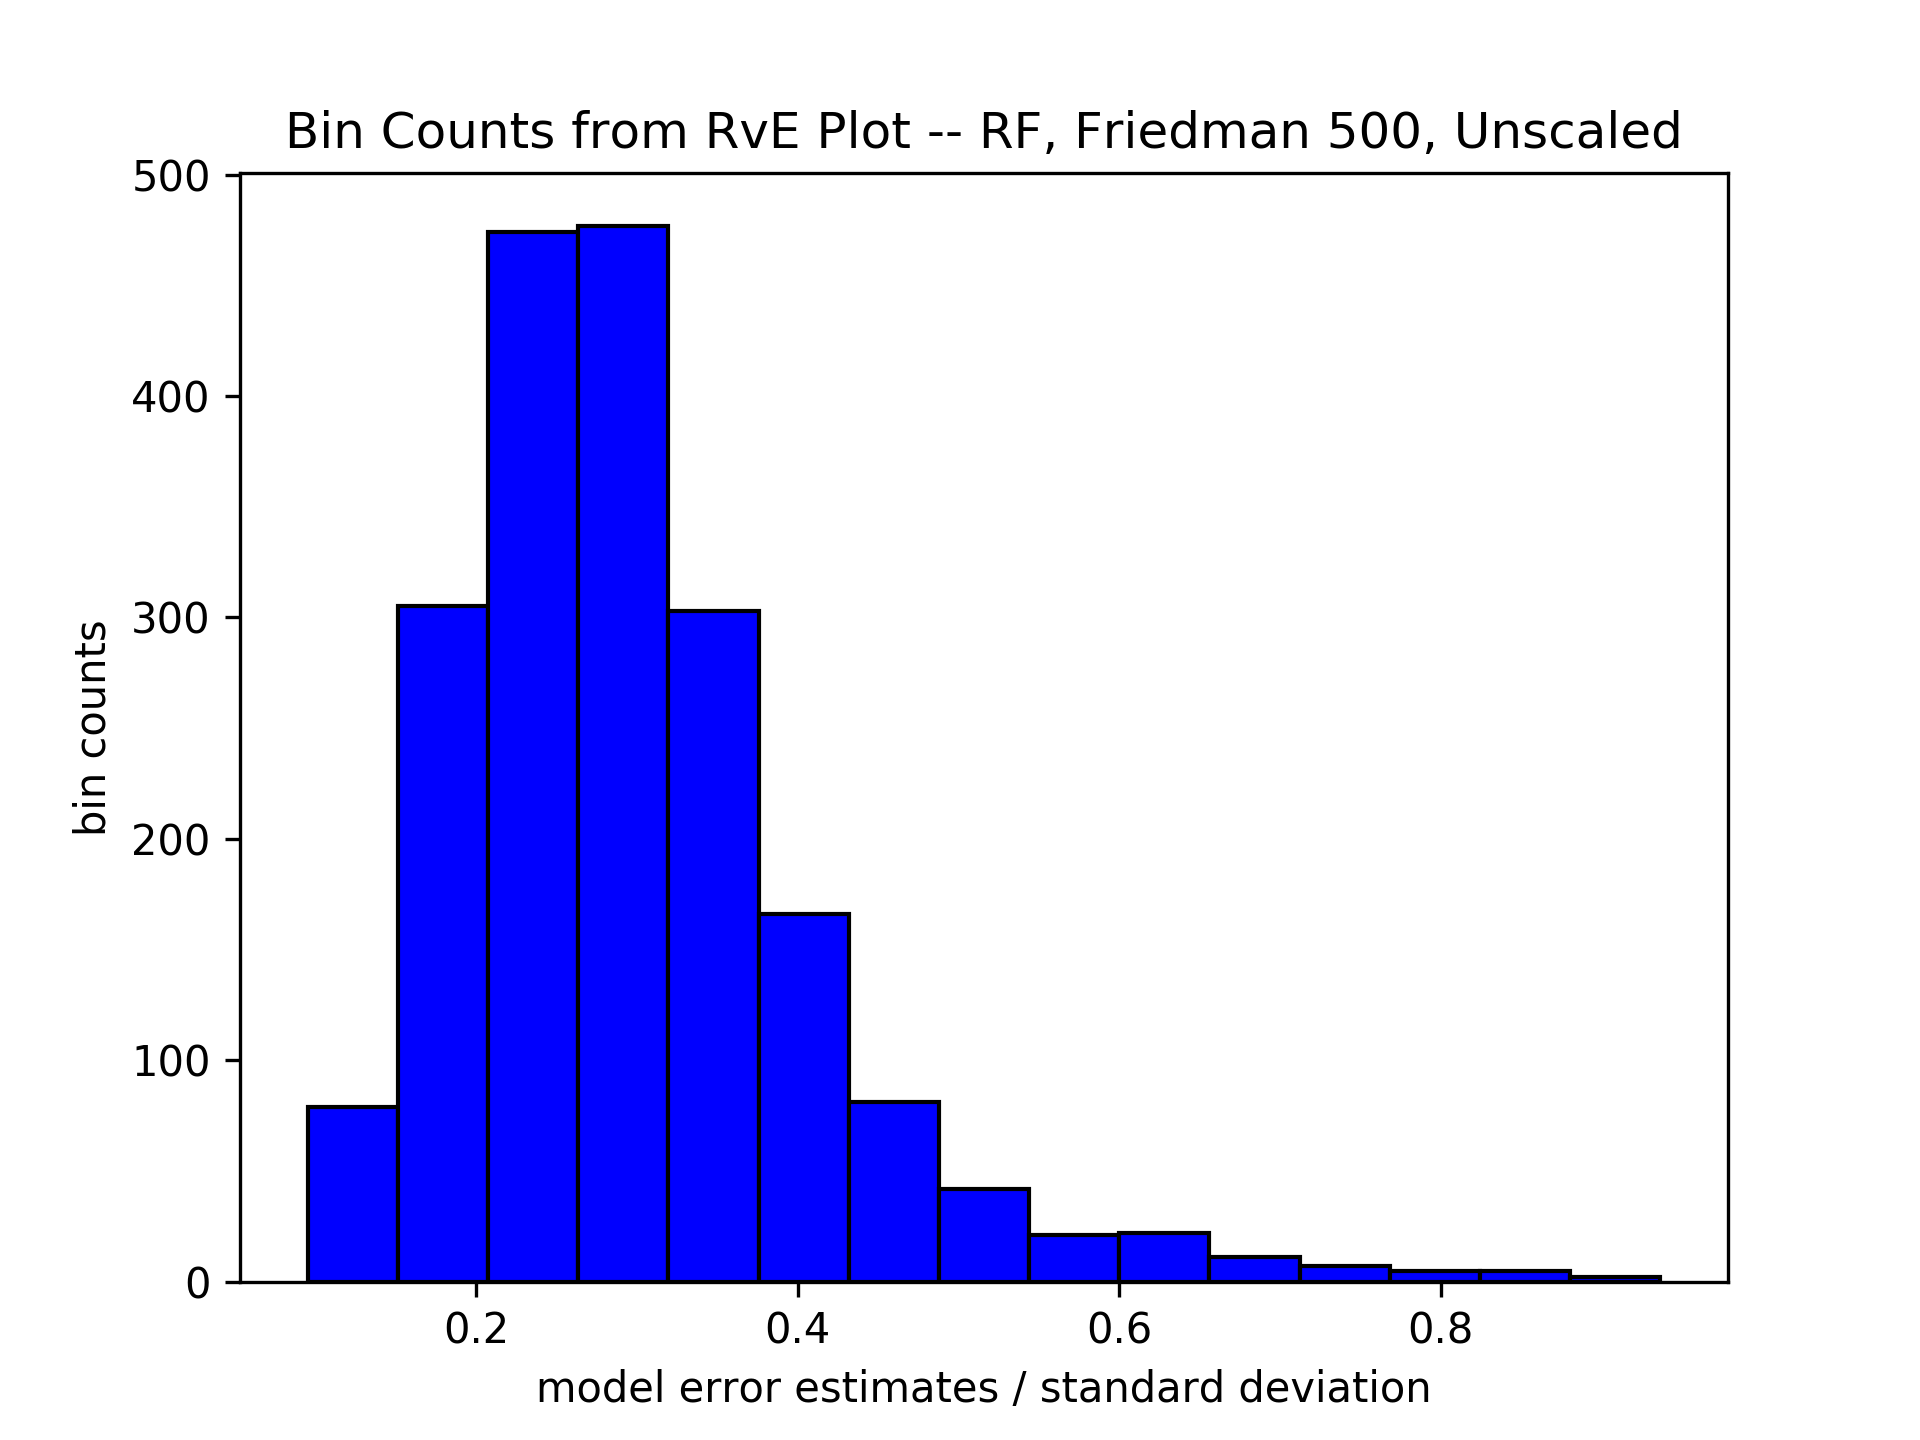 Bin Counts from RvE Plot -- RF, Friedman 500, Unscaled
500
400
300
200
100
0
bin counts
0.2 0.4 0.6 0.8
model error estimates / standard deviation